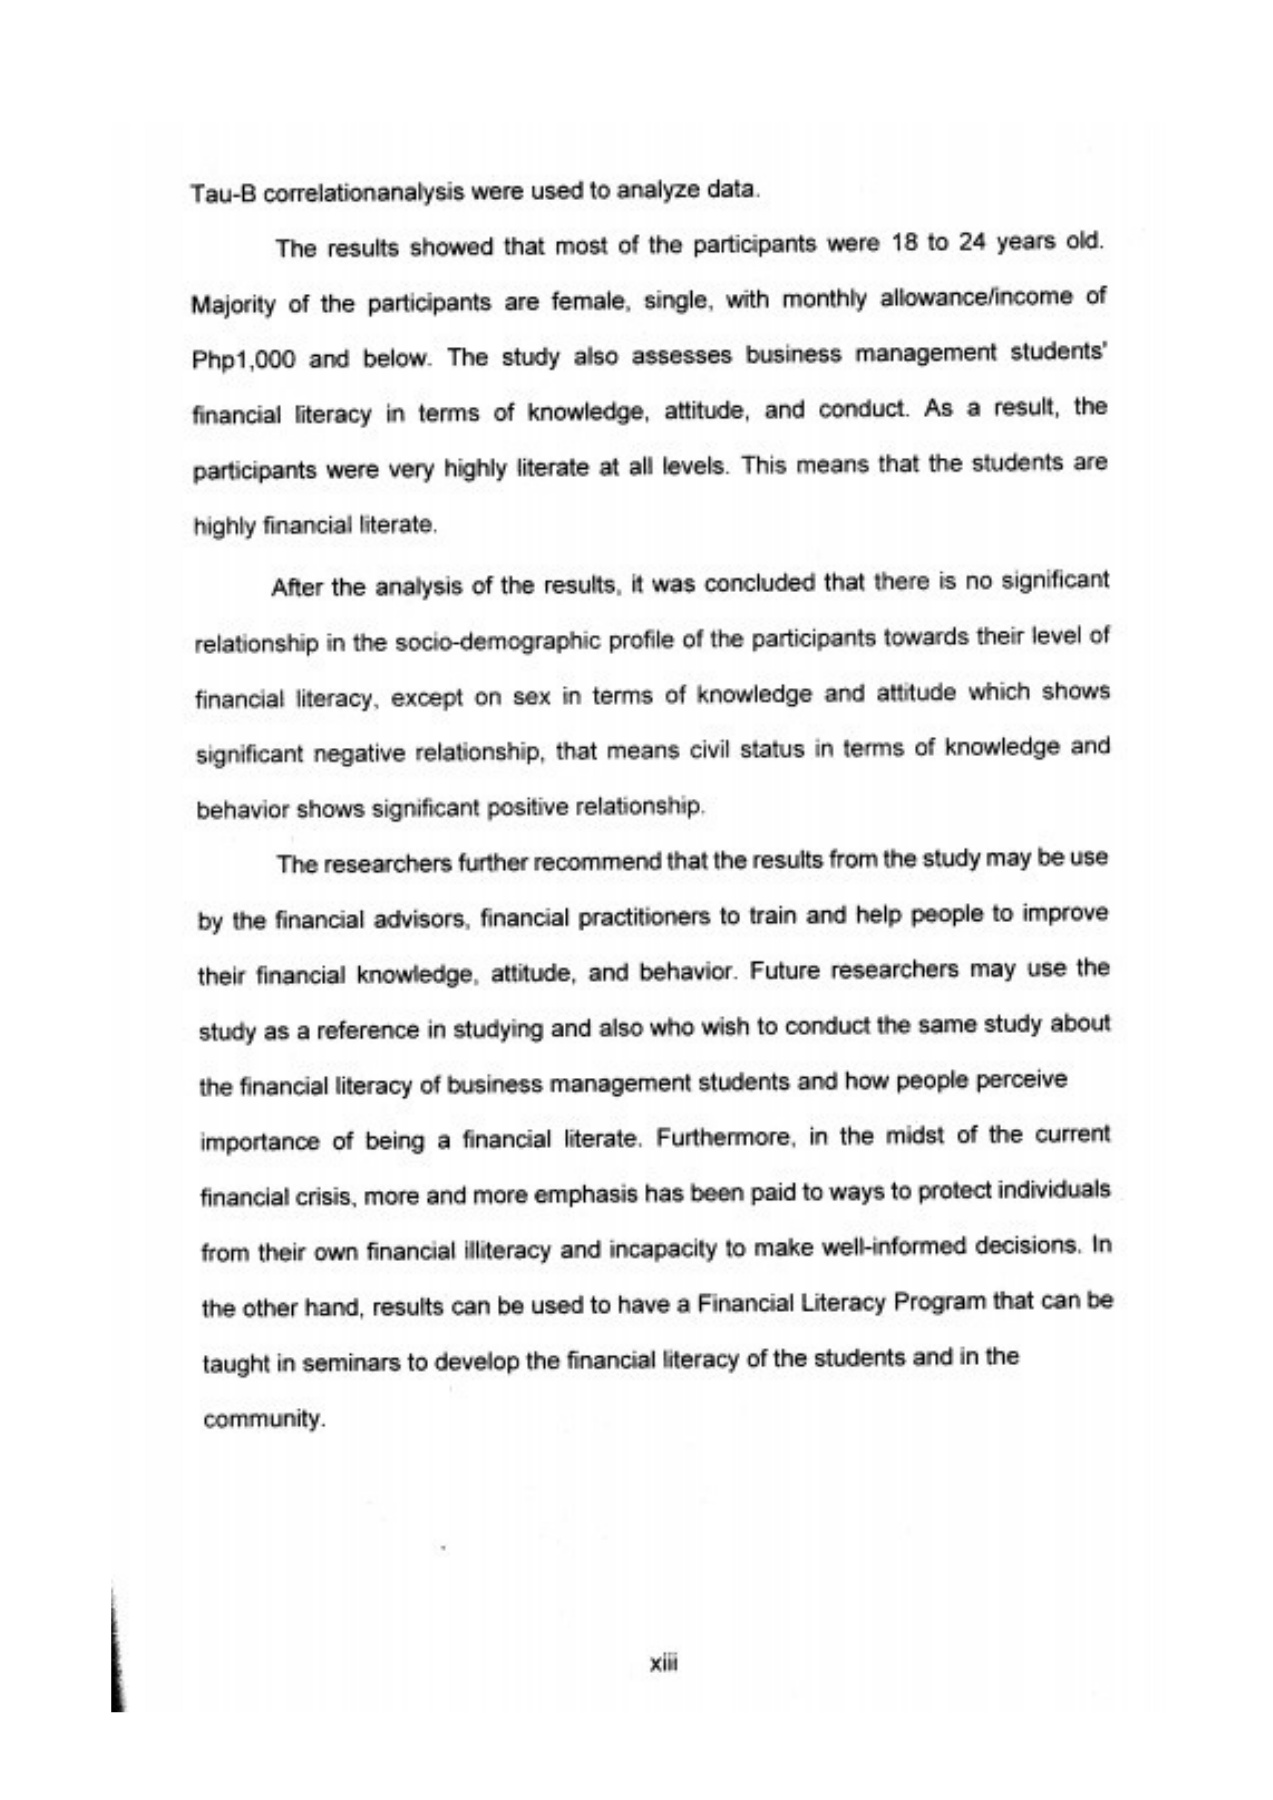 Tau-B correlationanalysis were used to analyze data.
The results showed that most of the participants were 18 to 24 years old.
Majority of the participants are female, single, with monthly allowance/income of
Php1,000 and below. The study also assesses business management students'
financial literacy in terms of knowledge, attitude, and conduct. As a result, the
participants were very highly literate at all levels. This means that the students are
highly financial literate.
After the analysis of the results, it was concluded that there is no significant
relationship in the socio-demographic profile of the participants towards their level of
financial literacy, except on sex in terms of knowledge and attitude which shows
significant negative relationship, that means civil status in terms of knowledge and
behavior shows significant positive relationship.
The researchers further recommend that the results from the study may be use
by the financial advisors, financial practitioners to train and help people to improve
their financial knowledge, attitude, and behavior. Future researchers may use the
study as a reference in studying and also who wish to conduct the same study about
the financial literacy of business management students and how people perceive
importance of being a financial literate. Furthermore, in the midst of the current
financial crisis, more and more emphasis has been paid to ways to protect individuals
from their own financial illiteracy and incapacity to make well-informed decisions. In
the other hand, results can be used to have a Financial Literacy Program that can be
taught in seminars to develop the financial literacy of the students and in the
community.
xiii